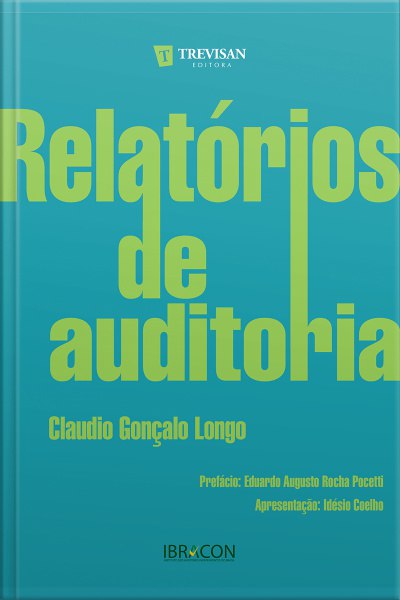 T TREVISAN
EDITORA
Relatórios
de
auditoria
Claudio Gonçalo Longo
Prefácio: Eduardo Augusto Rocha Pocetti
Apresentação: Idésio Coelho
IBRACON